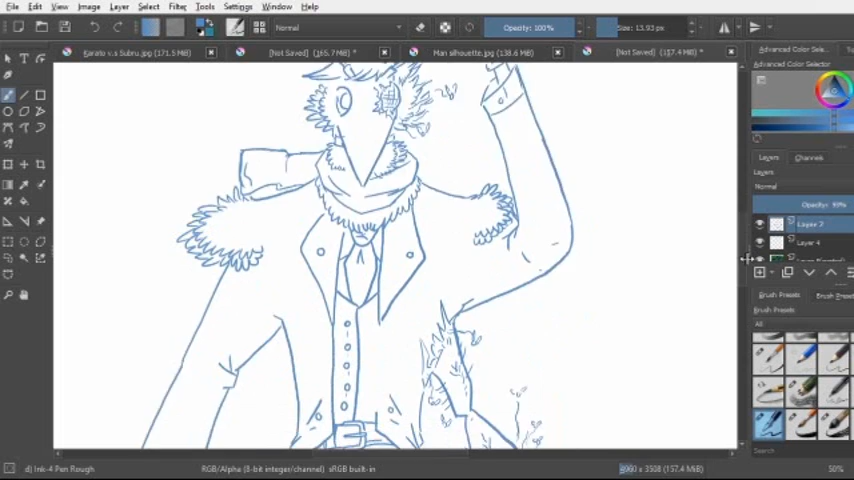 File Edit View Image Layer Select Filter Tools Settings Window Help
Normal Opacity: 100% Size: 13.93 px
Karato v.s Subru.jpg (171.5 MiB) [Not Saved] (165.7 MiB) * Man silhouette.jpg (138.6 MiB) [Not Saved] (157.4 MiB) *
Advanced Color Sele...
Advanced Color Selector
Layers Channels
Layers
Normal
Opacity: 99%
Layer 2
Layer 4
Brush Presets Brush Preset
Brush Presets
All
Search
d) Ink-4 Pen Rough RGB/Alpha (8-bit integer/channel) sRGB built-in x 3508 (157.4 MiB) 50%